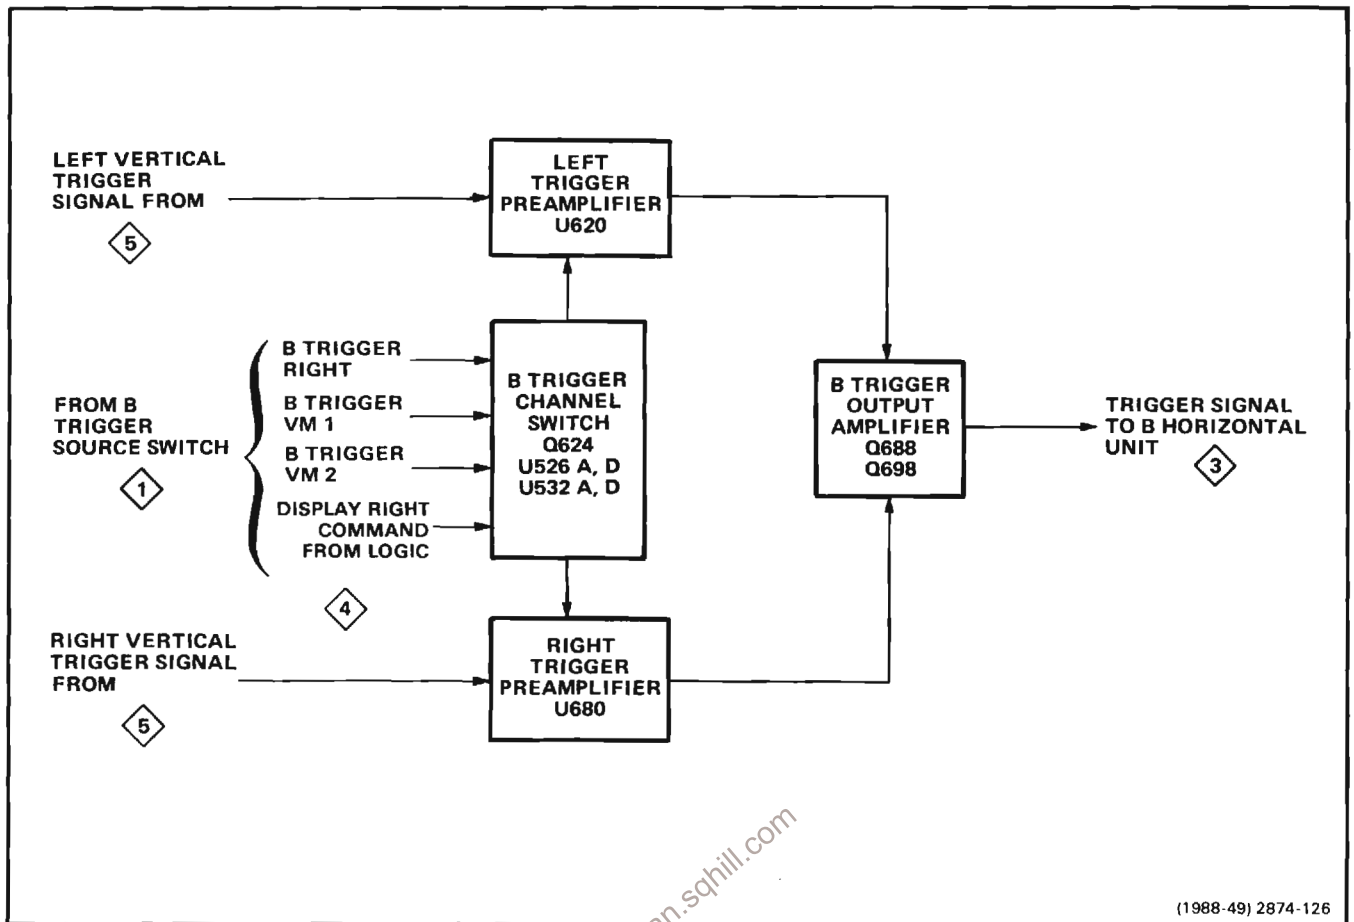 LEFT VERTICAL
TRIGGER
SIGNAL FROM
5
LEFT
TRIGGER
PREAMPLIFIER
U620
FROM B
TRIGGER
SOURCE SWITCH
1
B TRIGGER
RIGHT
B TRIGGER
VM 1
B TRIGGER
VM 2
DISPLAY RIGHT
COMMAND
FROM LOGIC
4
B TRIGGER
CHANNEL
SWITCH
Q624
U526 A, D
U532 A, D
B TRIGGER
OUTPUT
AMPLIFIER
Q688
Q698
TRIGGER SIGNAL
TO B HORIZONTAL
UNIT
3
RIGHT VERTICAL
TRIGGER SIGNAL
FROM
5
RIGHT
TRIGGER
PREAMPLIFIER
U680
(1988-49) 2874-126